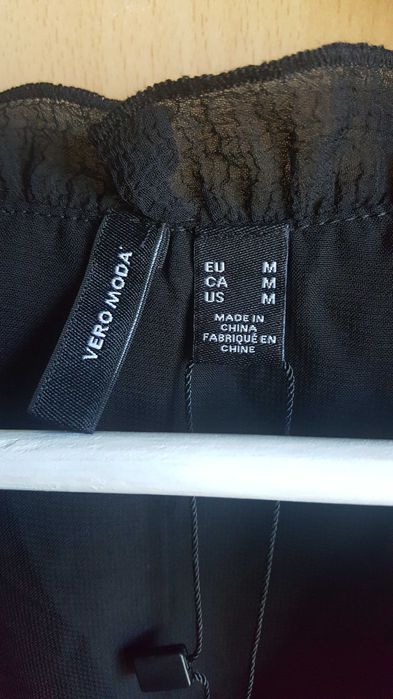 VERO MODA
EU M
CA M
US M
MADE IN
CHINA
FABRIQUÉ EN
CHINE